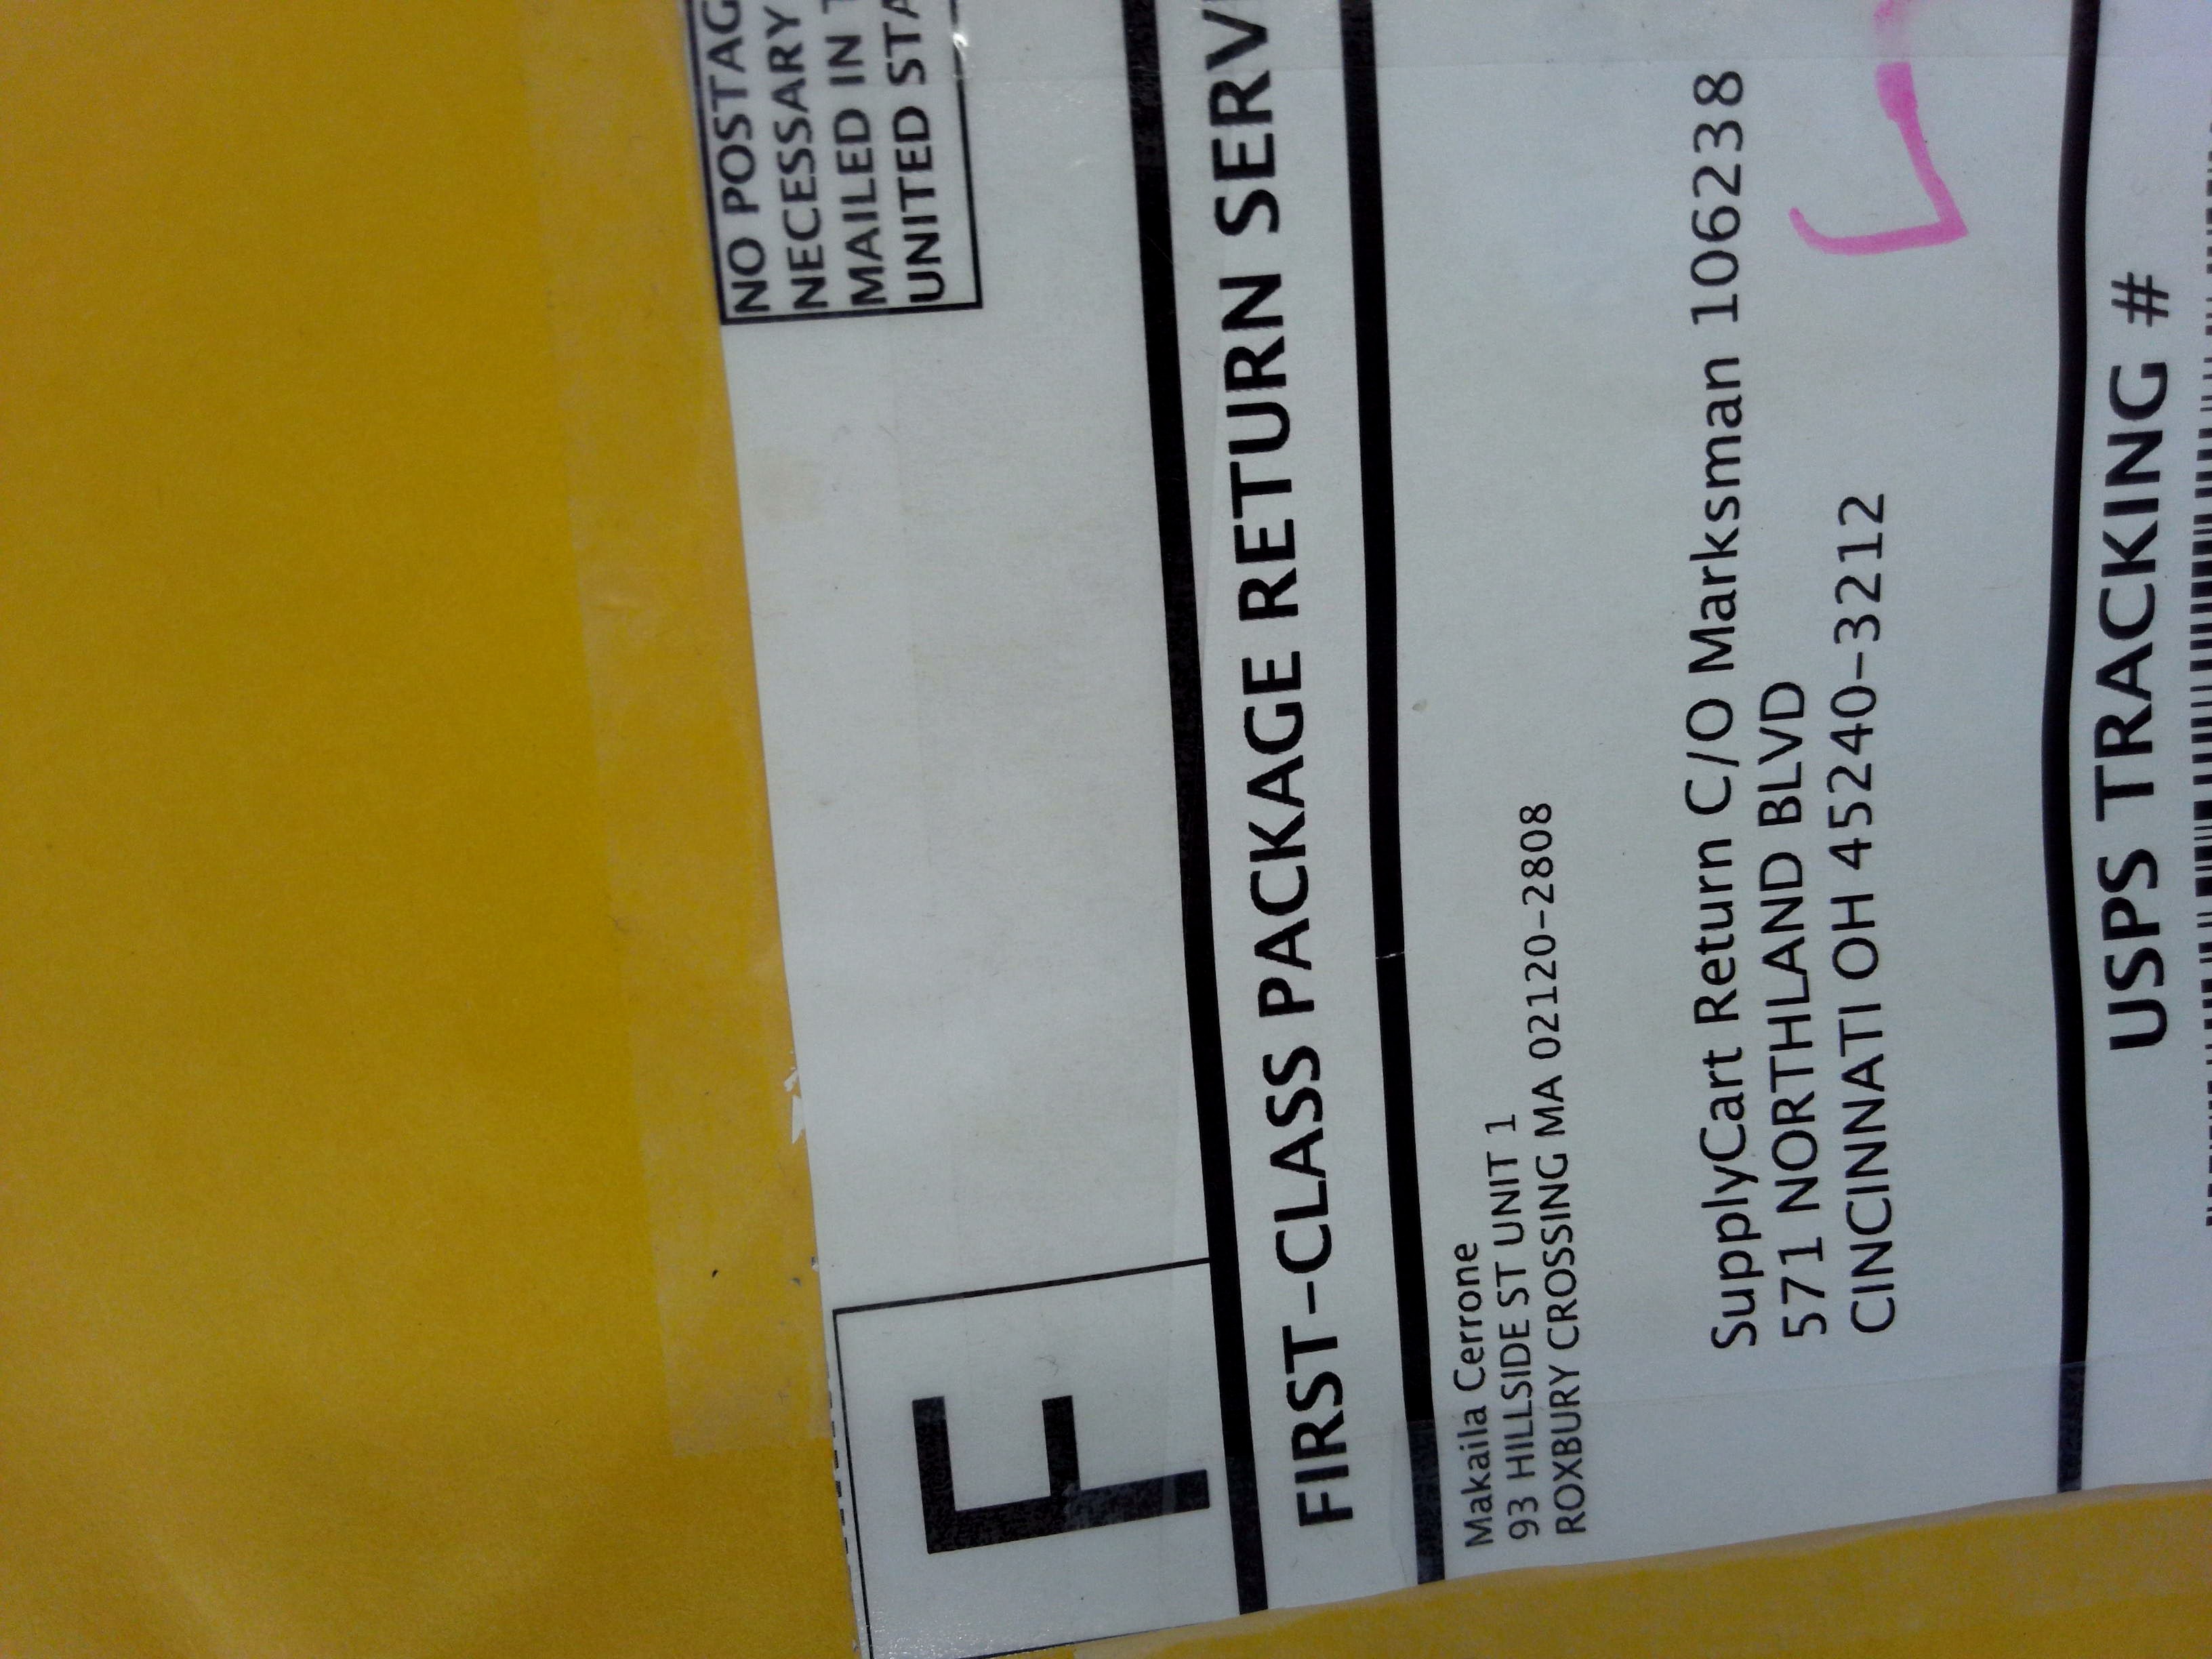 F
NO POSTAG
NECESSARY
MAILED IN T
UNITED STA
FIRST-CLASS PACKAGE RETURN SERV
Makaila Cerrone
93 HILLSIDE ST UNIT 1
ROXBURY CROSSING MA 02120-2808
SupplyCart Return C/O Marksman 106238
571 NORTHLAND BLVD
CINCINNATI OH 45240-3212
USPS TRACKING #